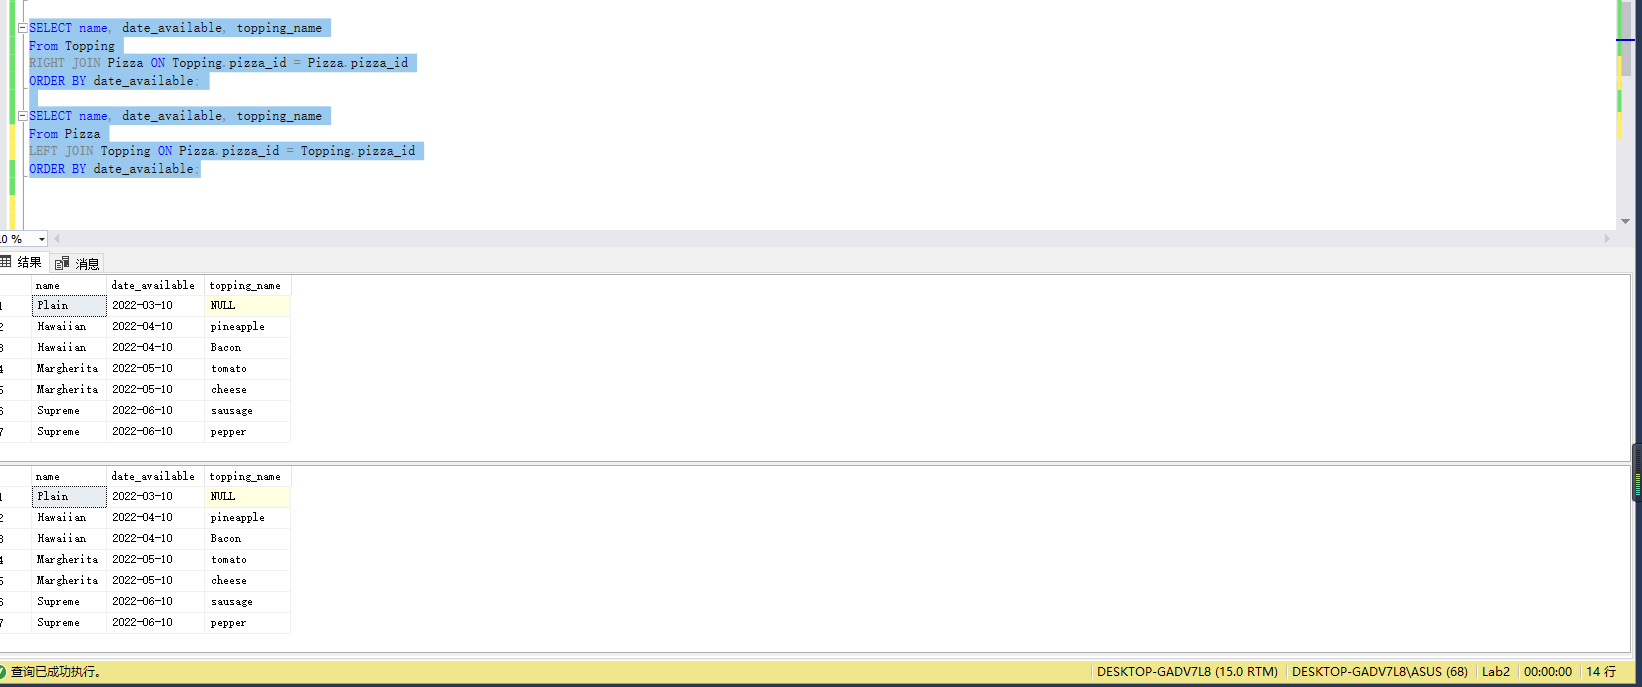 SELECT name, date_available, topping_name
From Topping
RIGHT JOIN Pizza ON Topping.pizza_id = Pizza.pizza_id
ORDER BY date_available;
SELECT name, date_available, topping_name
From Pizza
LEFT JOIN Topping ON Pizza.pizza_id = Topping.pizza_id
ORDER BY date_available;
.0 %
结果 消息
name date_available topping_name
1 Plain 2022-03-10 NULL
2 Hawaiian 2022-04-10 pineapple
3 Hawaiian 2022-04-10 Bacon
4 Margherita 2022-05-10 tomato
5 Margherita 2022-05-10 cheese
6 Supreme 2022-06-10 sausage
7 Supreme 2022-06-10 pepper
name date_available topping_name
1 Plain 2022-03-10 NULL
2 Hawaiian 2022-04-10 pineapple
3 Hawaiian 2022-04-10 Bacon
4 Margherita 2022-05-10 tomato
5 Margherita 2022-05-10 cheese
6 Supreme 2022-06-10 sausage
7 Supreme 2022-06-10 pepper
查询已成功执行。 DESKTOP-GADV7L8 (15.0 RTM) DESKTOP-GADV7L8\ASUS (68) Lab2 00:00:00 14 行